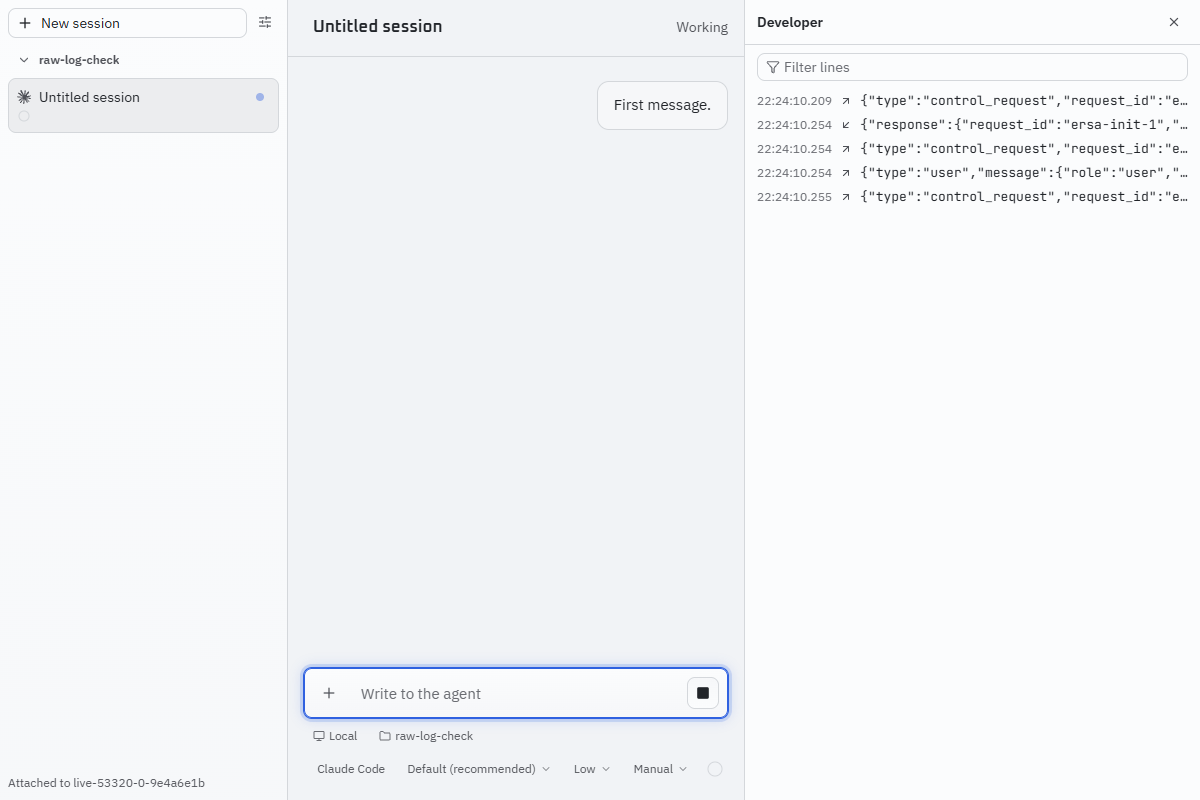 New session
raw-log-check
Untitled session
Attached to live-53320-0-9e4a6e1b
Untitled session
Working
First message.
Write to the agent
Local
raw-log-check
Claude Code
Default (recommended)
Low
Manual
Developer
Filter lines
22:24:10.209 ↗ {"type":"control_request","request_id":"e…
22:24:10.254 ↙ {"response":{"request_id":"ersa-init-1","…
22:24:10.254 ↗ {"type":"control_request","request_id":"e…
22:24:10.254 ↗ {"type":"user","message":{"role":"user","…
22:24:10.255 ↗ {"type":"control_request","request_id":"e…